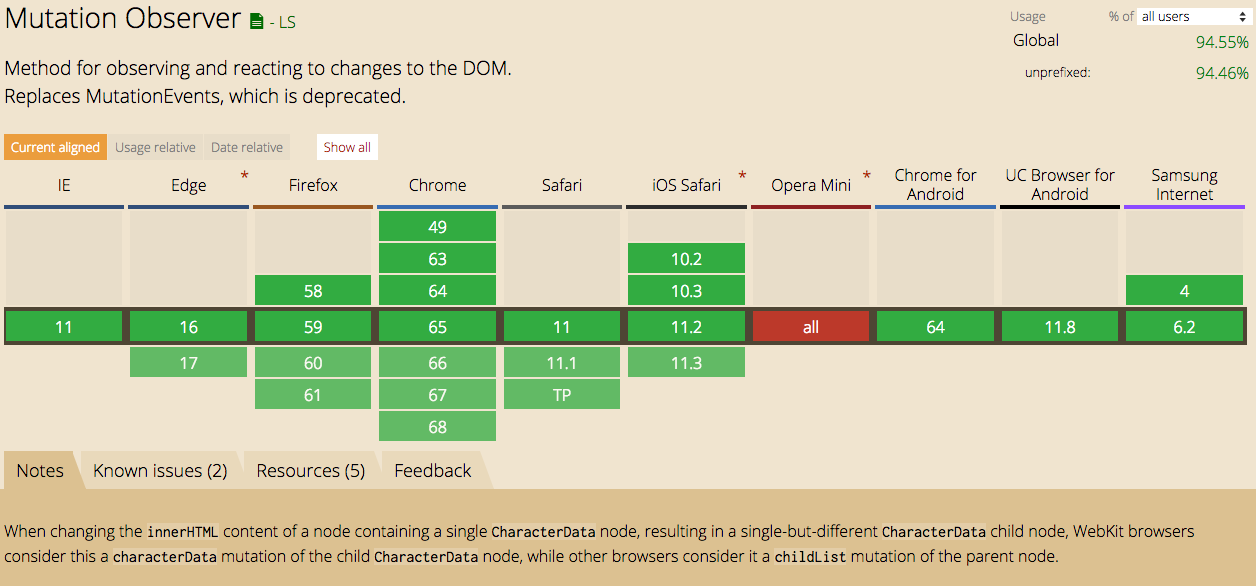 Mutation Observer - LS
Usage % of all users
Global 94.55%
unprefixed: 94.46%
Method for observing and reacting to changes to the DOM.
Replaces MutationEvents, which is deprecated.
Current aligned Usage relative Date relative Show all
IE Edge * Firefox Chrome Safari iOS Safari * Opera Mini * Chrome for Android UC Browser for Android Samsung Internet
49
63 10.2
58 64 10.3 4
11 16 59 65 11 11.2 all 64 11.8 6.2
17 60 66 11.1 11.3
61 67 TP
68
Notes Known issues (2) Resources (5) Feedback
When changing the innerHTML content of a node containing a single CharacterData node, resulting in a single-but-different CharacterData child node, WebKit browsers
consider this a characterData mutation of the child CharacterData node, while other browsers consider it a childList mutation of the parent node.